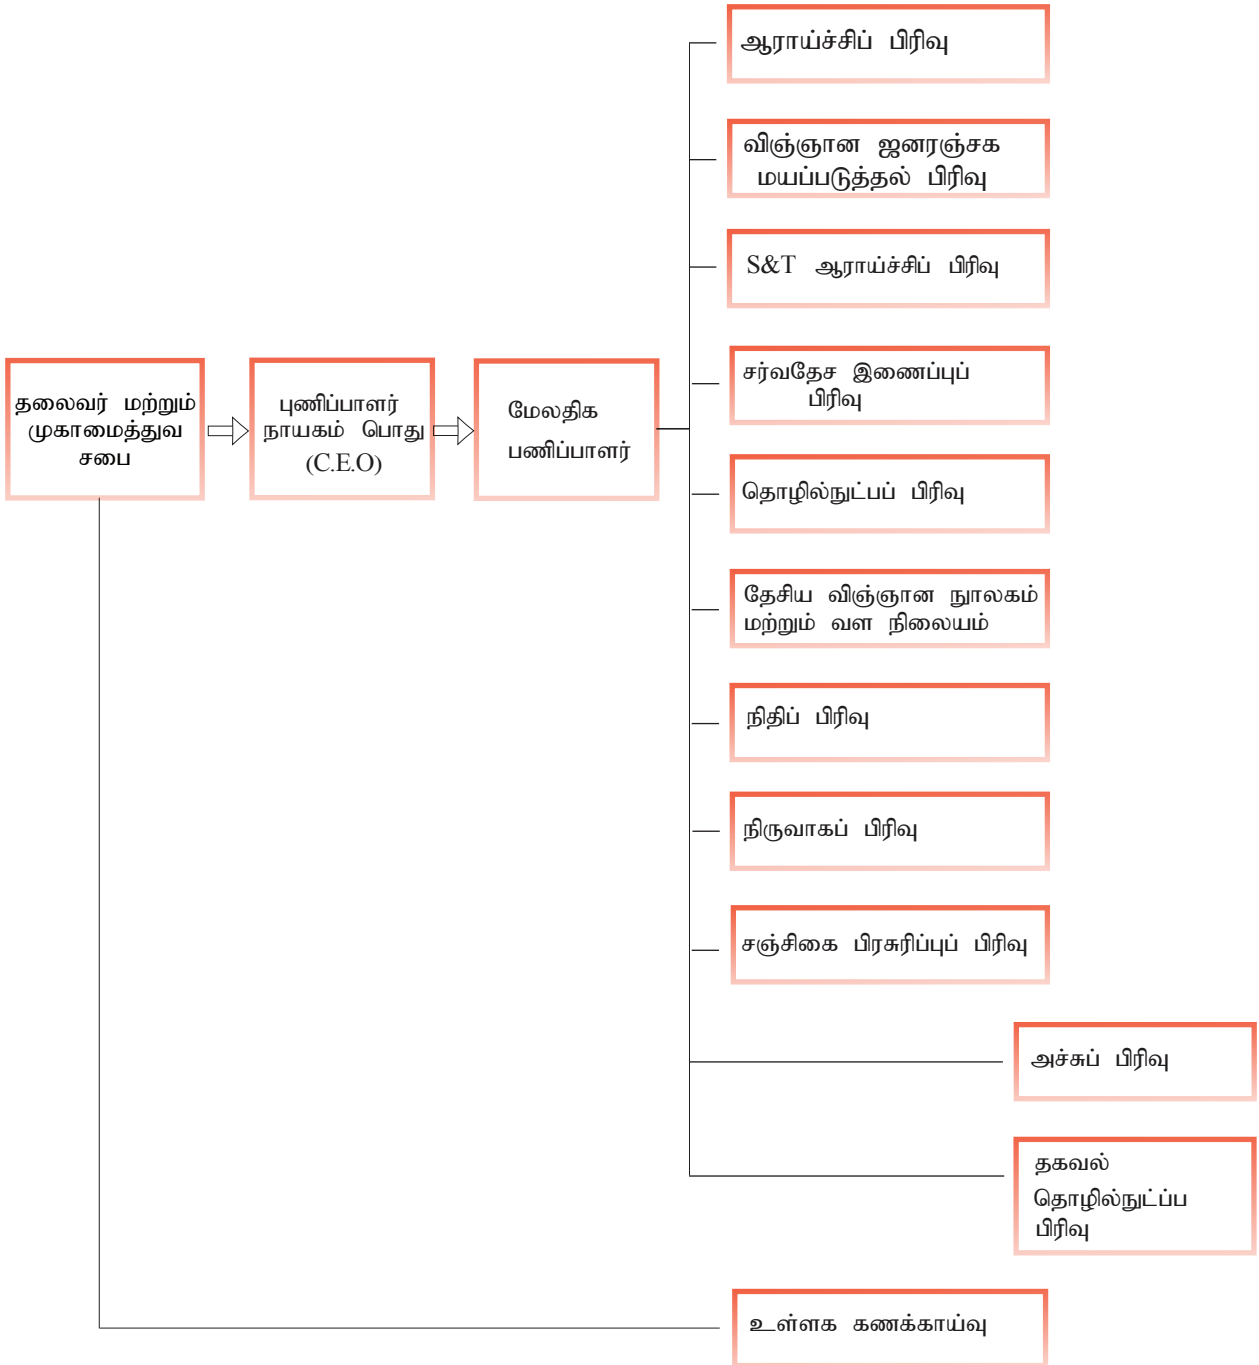 ஆராய்ச்சிப் பிரிவு
விஞ்ஞான ஜனரஞ்சக
மயப்படுத்தல் பிரிவு
S&T ஆராய்ச்சிப் பிரிவு
சர்வதேச இணைப்புப்
பிரிவு
தலைவர் மற்றும்
முகாமைத்துவ
சபை
புணிப்பாளர்
நாயகம் பொது
(C.E.O)
மேலதிக
பணிப்பாளர்
தொழில்நுட்பப் பிரிவு
தேசிய விஞ்ஞான நுாலகம்
மற்றும் வள நிலையம்
நிதிப் பிரிவு
நிருவாகப் பிரிவு
சஞ்சிகை பிரசுரிப்புப் பிரிவு
அச்சுப் பிரிவு
தகவல்
தொழில்நுட்ப்ப
பிரிவு
உள்ளக கணக்காய்வு